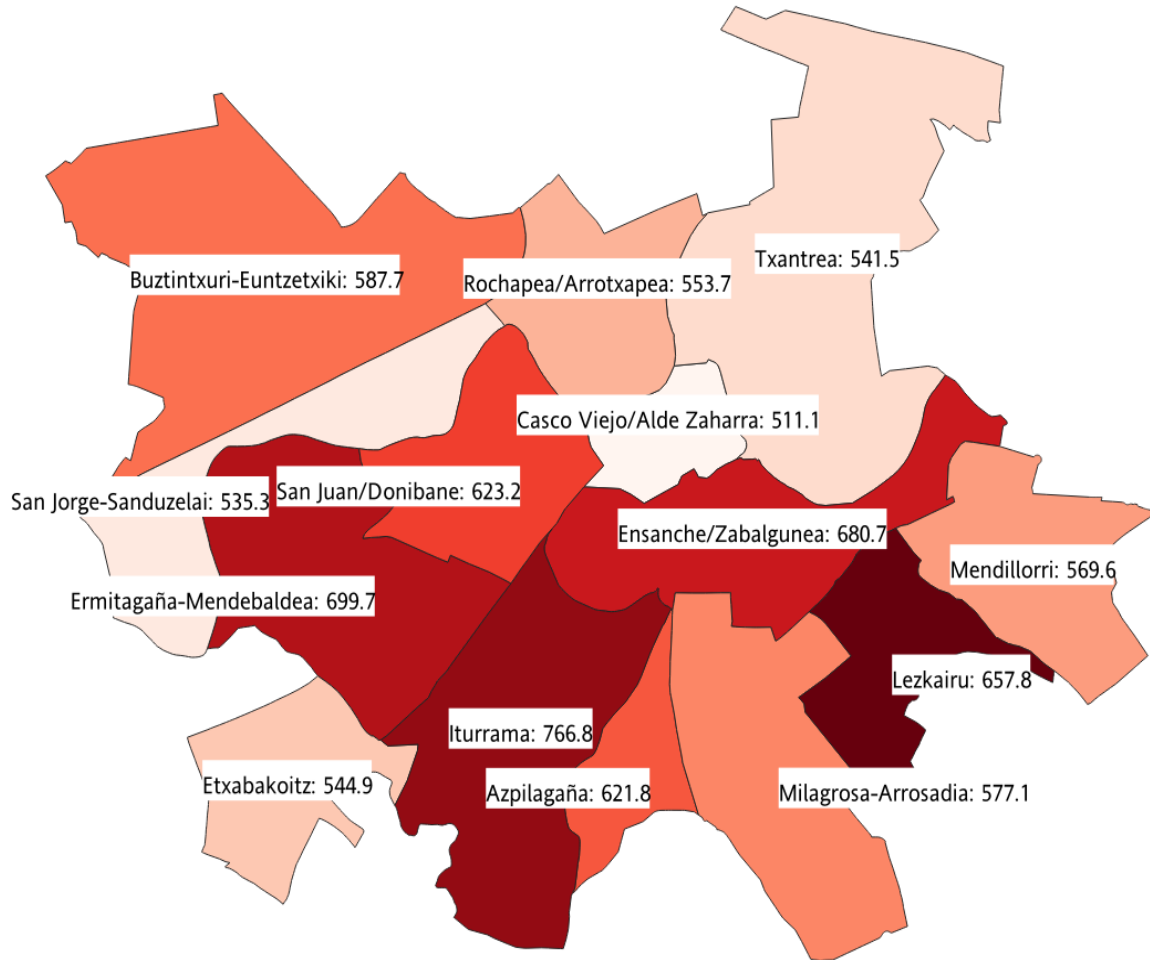 Txantrea: 541.5
Buztintxuri-Euntzetxiki: 587.7
Rochapea/Arrotxapea: 553.7
Casco Viejo/Alde Zaharra: 511.1
San Juan/Donibane: 623.2
San Jorge-Sanduzelai: 535.3
Ensanche/Zabalgunea: 680.7
Mendillorri: 569.6
Ermitagaña-Mendebaldea: 699.7
Lezkairu: 657.8
Iturrama: 766.8
Etxabakoitz: 544.9
Azpilagaña: 621.8
Milagrosa-Arrosadia: 577.1